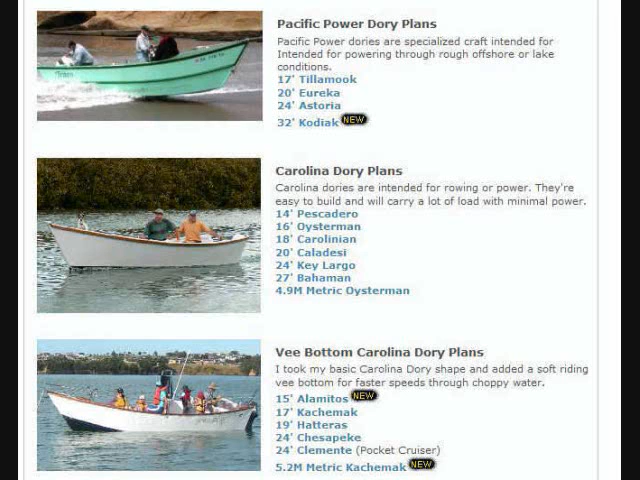 Pacific Power Dory Plans
Pacific Power dories are specialized craft intended for
Intended for powering through rough offshore or lake
conditions.
17' Tillamook
20' Eureka
24' Astoria
32' Kodiak NEW
Carolina Dory Plans
Carolina dories are intended for rowing or power. They're
easy to build and will carry a lot of load with minimal power.
14' Pescadero
16' Oysterman
18' Carolinian
20' Caladesi
24' Key Largo
27' Bahaman
4.9M Metric Oysterman
Vee Bottom Carolina Dory Plans
I took my basic Carolina Dory shape and added a soft riding
vee bottom for faster speeds through choppy water.
15' Alamitos NEW
17' Kachemak
19' Hatteras
24' Chesapeke
24' Clemente (Pocket Cruiser)
5.2M Metric Kachemak NEW